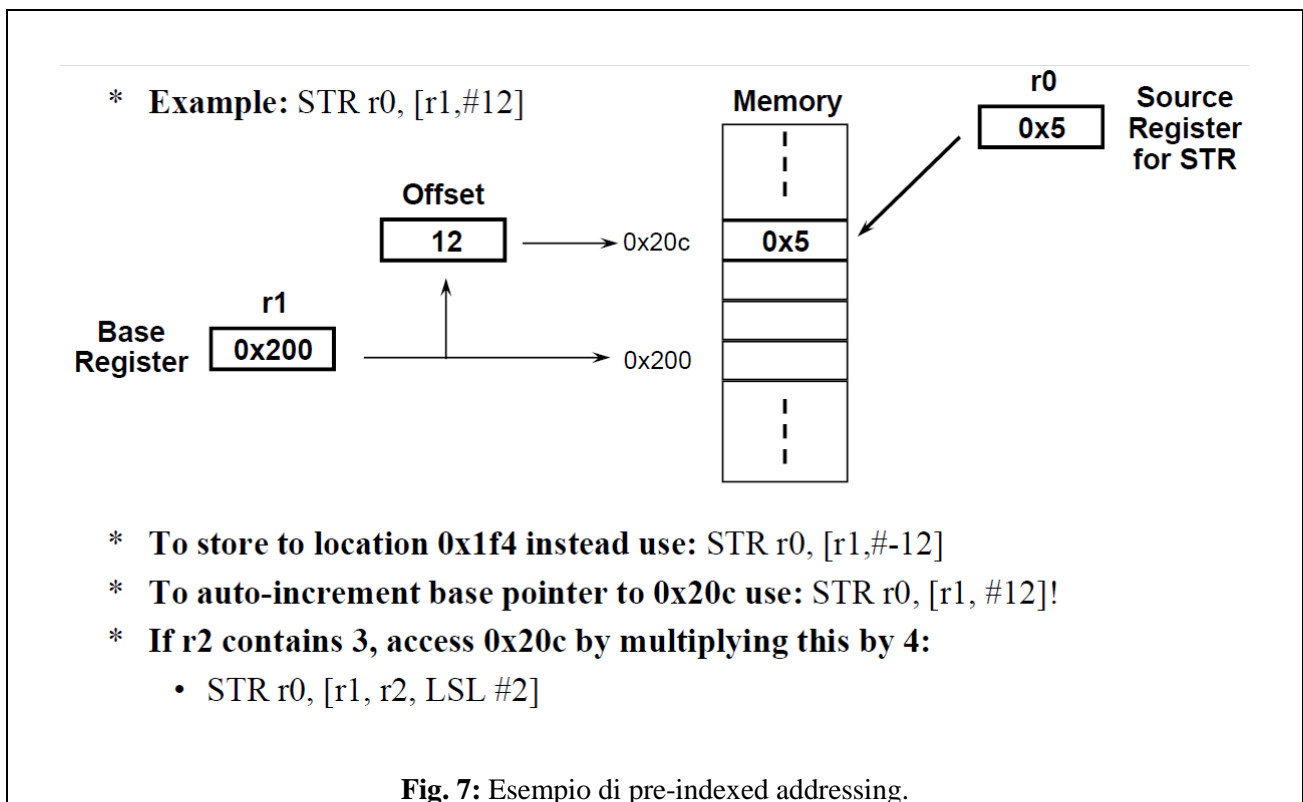 * Example: STR r0, [r1,#12]
Memory
r0
0x5
Source
Register
for STR
Offset
12
0x20c
0x5
r1
Base
Register
0x200
0x200
* To store to location 0x1f4 instead use: STR r0, [r1,#-12]
* To auto-increment base pointer to 0x20c use: STR r0, [r1, #12]!
* If r2 contains 3, access 0x20c by multiplying this by 4:
• STR r0, [r1, r2, LSL #2]
Fig. 7: Esempio di pre-indexed addressing.